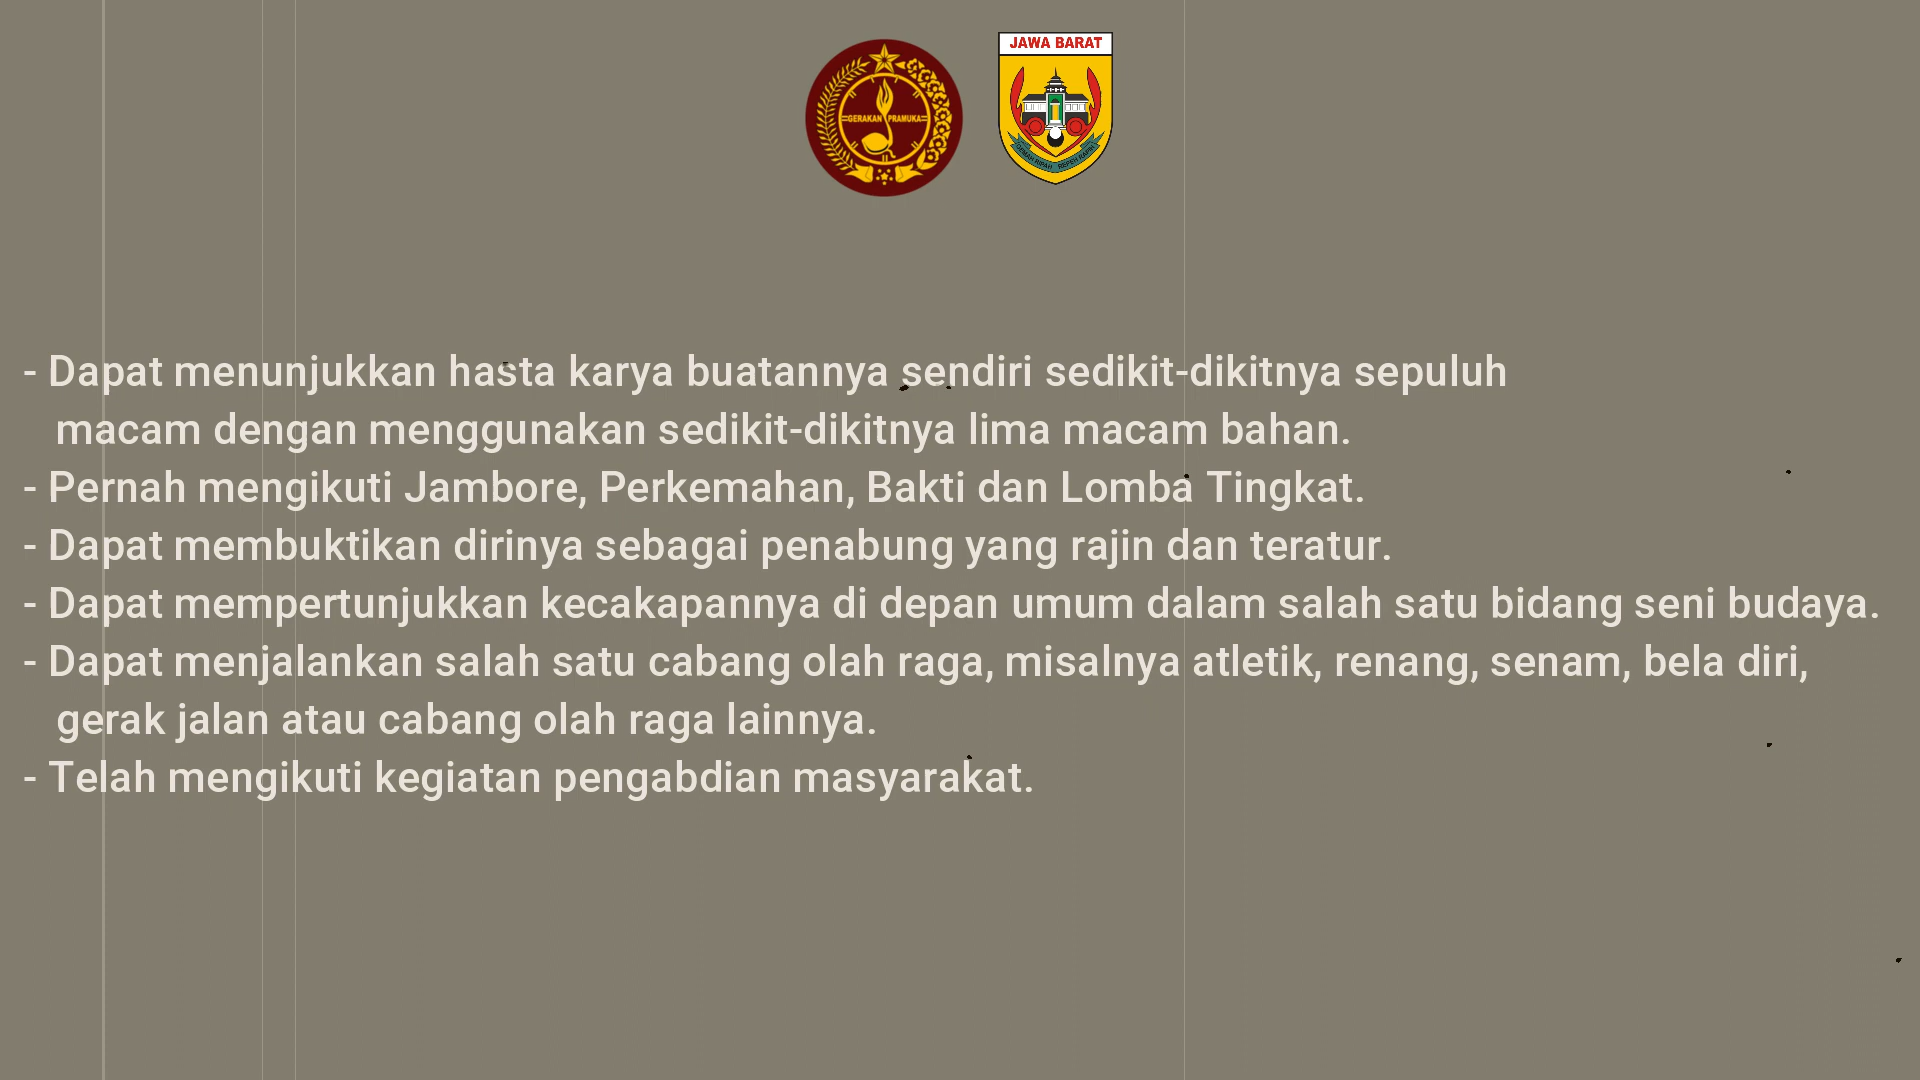 GERAKAN PRAMUKA
JAWA BARAT
- Dapat menunjukkan hasta karya buatannya sendiri sedikit-dikitnya sepuluh
macam dengan menggunakan sedikit-dikitnya lima macam bahan.
- Pernah mengikuti Jambore, Perkemahan, Bakti dan Lomba Tingkat.
- Dapat membuktikan dirinya sebagai penabung yang rajin dan teratur.
- Dapat mempertunjukkan kecakapannya di depan umum dalam salah satu bidang seni budaya.
- Dapat menjalankan salah satu cabang olah raga, misalnya atletik, renang, senam, bela diri,
gerak jalan atau cabang olah raga lainnya.
- Telah mengikuti kegiatan pengabdian masyarakat.